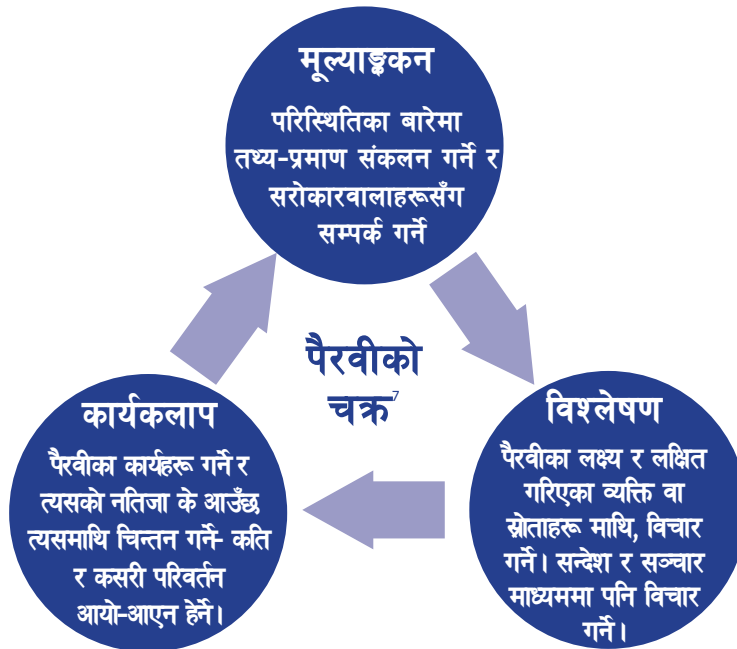 मूल्याङ्कन
परिस्थितिका बारेमा
तथ्य-प्रमाण संकलन गर्ने र
सरोकारवालाहरूसँग
सम्पर्क गर्ने
पैरवीको
चक्र7
विश्लेषण
पैरवीका लक्ष्य र लक्षित
गरिएका व्यक्ति वा
स्रोताहरू माथि, विचार
गर्ने। सन्देश र सञ्चार
माध्यममा पनि विचार
गर्ने।
कार्यकलाप
पैरवीका कार्यहरू गर्ने र
त्यसको नतिजा के आउँछ
त्यसमाथि चिन्तन गर्ने- कति
र कसरी परिवर्तन
आयो-आएन हेर्ने।